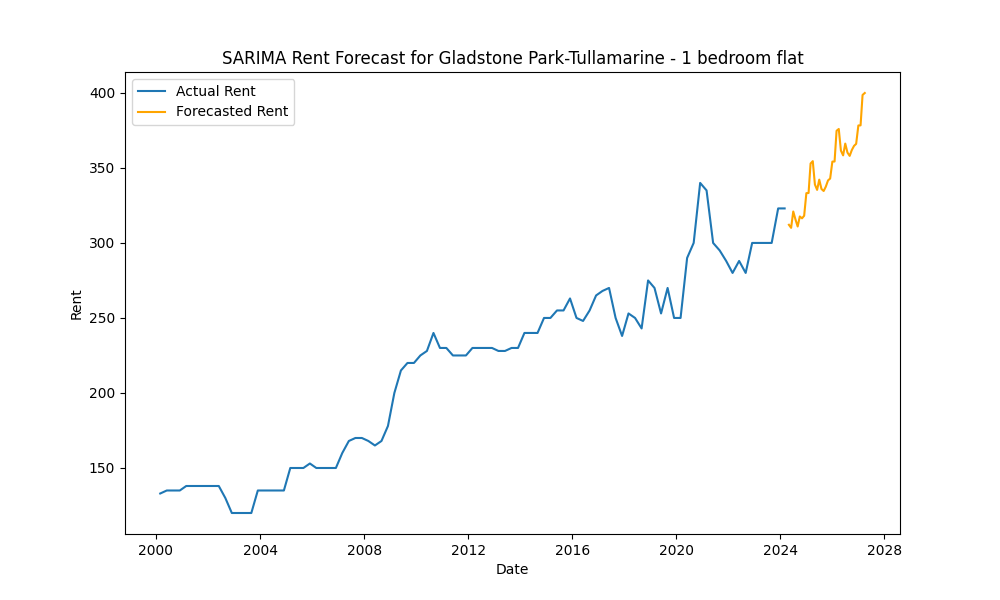 SARIMA Rent Forecast for Gladstone Park-Tullamarine - 1 bedroom flat
Actual Rent
Forecasted Rent
400
350
300
250
200
150
Rent
2000 2004 2008 2012 2016 2020 2024 2028
Date